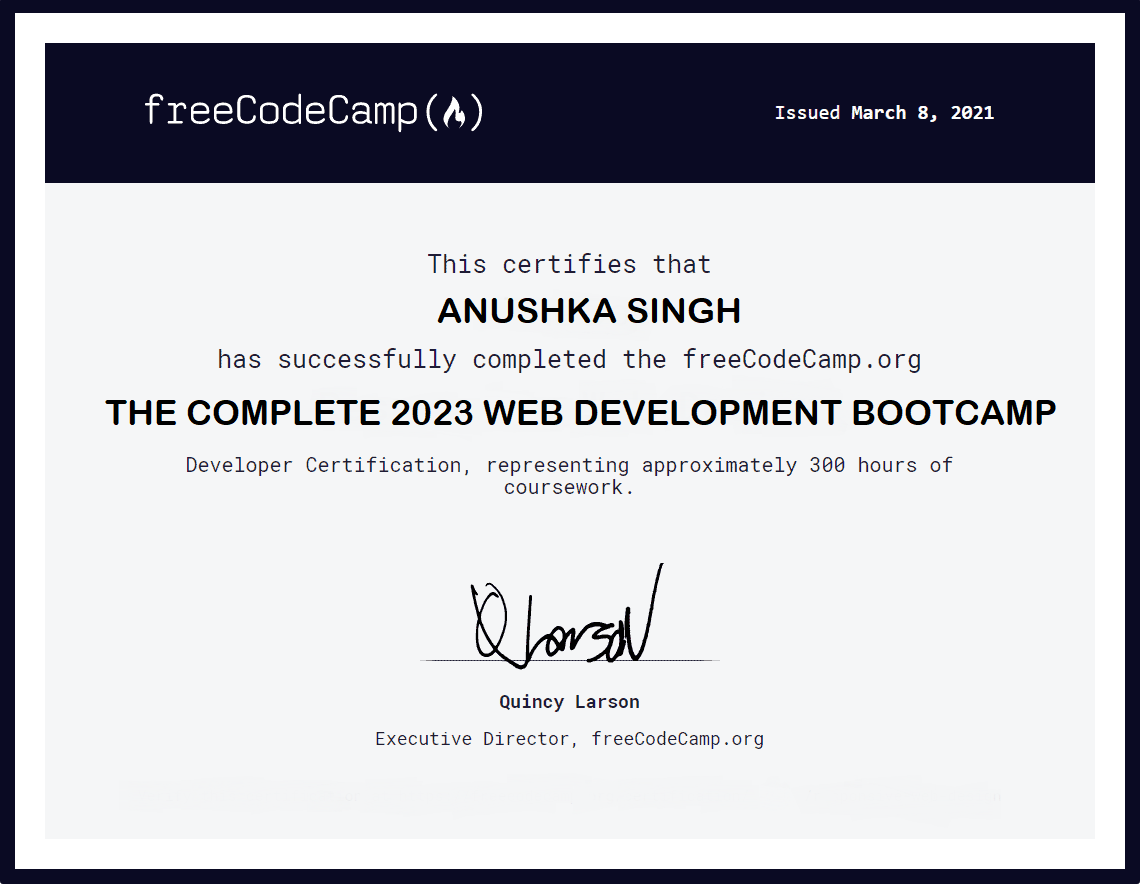 freeCodeCamp(🔥)
Issued March 8, 2021
This certifies that
ANUSHKA SINGH
has successfully completed the freeCodeCamp.org
THE COMPLETE 2023 WEB DEVELOPMENT BOOTCAMP
Developer Certification, representing approximately 300 hours of
coursework.
Q Larson
Quincy Larson
Executive Director, freeCodeCamp.org